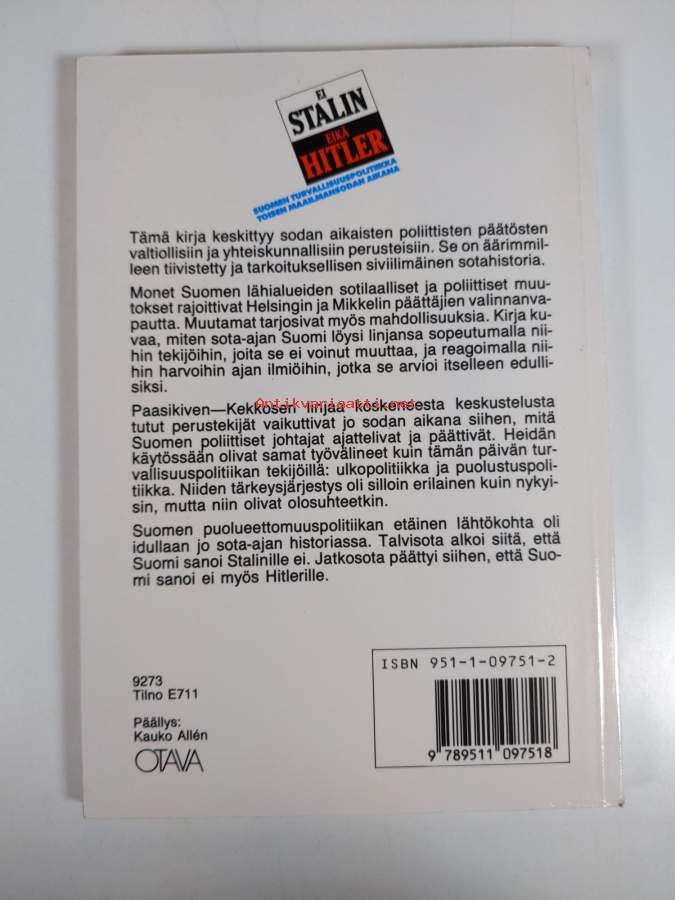 EI
STALIN
EIKÄ
HITLER
SUOMEN TURVALLISUUSPOLITIIKKA
TOISEN MAAILMANSODAN AIKANA
Tämä kirja keskittyy sodan aikaisten poliittisten päätösten
valtiollisiin ja yhteiskunnallisiin perusteisiin. Se on äärimmil-
leen tiivistetty ja tarkoituksellisen siviilimäinen sotahistoria.
Monet Suomen lähialueiden sotilaalliset ja poliittiset muu-
tokset rajoittivat Helsingin ja Mikkelin päättäjien valinnanva-
pautta. Muutamat tarjosivat myös mahdollisuuksia. Kirja ku-
vaa, miten sota-ajan Suomi löysi linjansa sopeutumalla nii-
hin tekijöihin, joita se ei voinut muuttaa, ja reagoimalla nii-
hin harvoihin ajan ilmiöihin, jotka se arvioi itselleen edulli-
siksi.
Antikvariaatti.net
Paasikiven—Kekkosen linjaa koskeneesta keskustelusta
tutut perustekijät vaikuttivat jo sodan aikana siihen, mitä
Suomen poliittiset johtajat ajattelivat ja päättivät. Heidän
käytössään olivat samat työvälineet kuin tämän päivän tur-
vallisuuspolitiikan tekijöillä: ulkopolitiikka ja puolustuspoli-
tiikka. Niiden tärkeysjärjestys oli silloin erilainen kuin nykyi-
sin, mutta niin olivat olosuhteetkin.
Suomen puolueettomuuspolitiikan etäinen lähtökohta oli
idullaan jo sota-ajan historiassa. Talvisota alkoi siitä, että
Suomi sanoi Stalinille ei. Jatkosota päättyi siihen, että Suo-
mi sanoi ei myös Hitlerille.
ISBN 951-1-09751-2
9273
Tilno E711
Päällys:
Kauko Allén
OTAVA
9 789511 097518